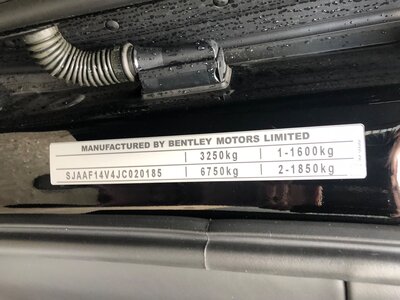 MANUFACTURED BY BENTLEY MOTORS LIMITED
3250kg 1-1600kg
SJAAF14V4JC020185 6750kg 2-1850kg